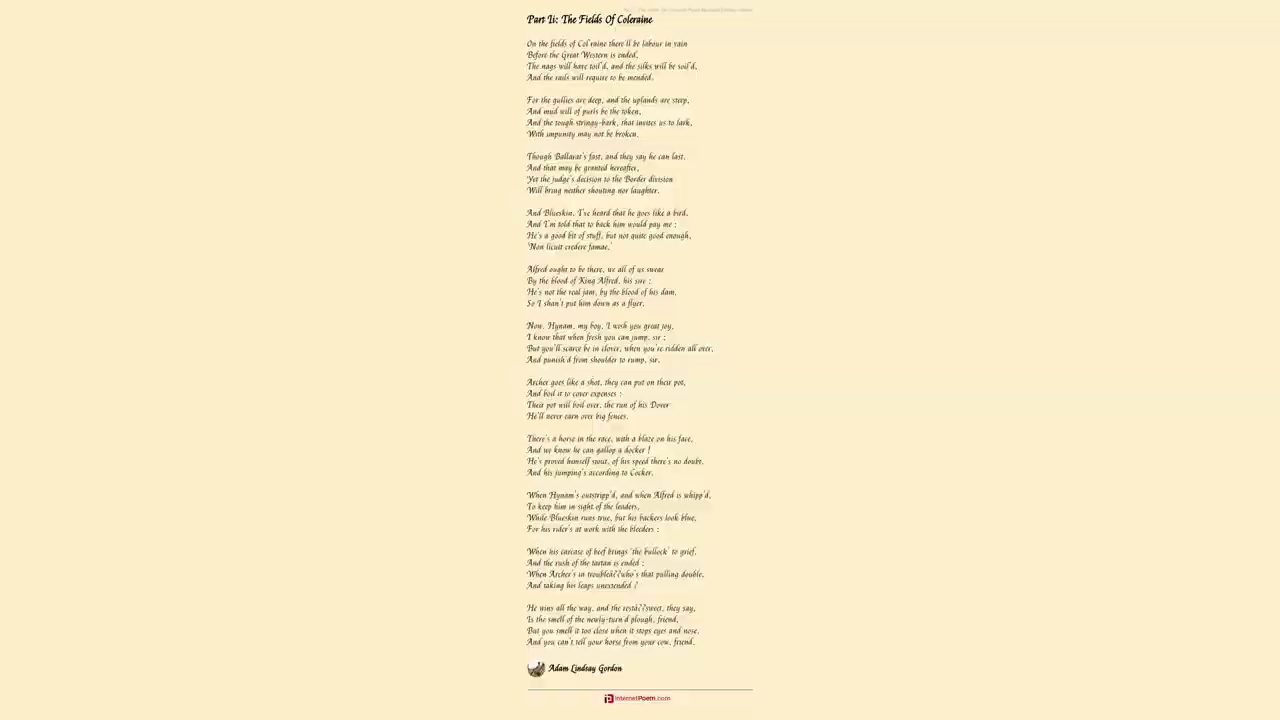 Part Ii: The Fields Of Coleraine
On the fields of Col'raine there'll be labour in vain
Before the Great Western is ended,
The nags will have toil'd, and the silks will be soil'd,
And the rails will require to be mended.
For the gullies are deep, and the uplands are steep,
And mud will of purls be the token,
And the tough stringy-bark, that invites us to lark,
With impunity may not be broken.
Though Ballarat's fast, and they say he can last,
And that may be granted hereafter,
Yet the judge's decision to the Border division
Will bring neither shouting nor laughter.
And Blueskin, I've heard that he goes like a bird,
And I'm told that to back him would pay me ;
He's a good bit of stuff, but not quite good enough,
'Non licuit credere famae.'
Alfred ought to be there, we all of us swear
By the blood of King Alfred, his sire ;
He's not the real jam, by the blood of his dam,
So I shan't put him down as a flyer.
Now, Hynam, my boy, I wish you great joy,
I know that when fresh you can jump, sir ;
But you'll scarce be in clover, when you're ridden all over,
And punish'd from shoulder to rump, sir.
Archer goes like a shot, they can put on their pot,
And boil it to cover expenses ;
Their pot will boil over, the run of his Dover
He'll never earn over big fences.
There's a horse in the race, with a blaze on his face,
And we know he can gallop a docker !
He's proved himself stout, of his speed there's no doubt,
And his jumping's according to Cocker.
When Hynam's outstripp'd, and when Alfred is whipp'd,
To keep him in sight of the leaders,
While Blueskin runs true, but his backers look blue,
For his rider's at work with the bleeders ;
When his carcase of beef brings 'the bullock' to grief,
And the rush of the tartan is ended ;
When Archer's in troubleâ??who's that pulling double,
And taking his leaps unextended ?
He wins all the way, and the restâ??sweet, they say,
Is the smell of the newly-turn'd plough, friend,
But you smell it too close when it stops eyes and nose,
And you can't tell your horse from your cow, friend.
Adam Lindsay Gordon
InternetPoem.com